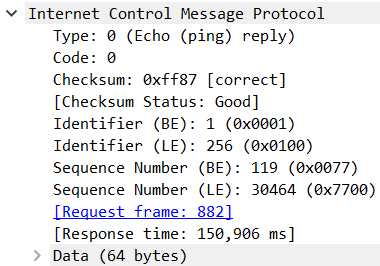 Internet Control Message Protocol
Type: 0 (Echo (ping) reply)
Code: 0
Checksum: 0xff87 [correct]
[Checksum Status: Good]
Identifier (BE): 1 (0x0001)
Identifier (LE): 256 (0x0100)
Sequence Number (BE): 119 (0x0077)
Sequence Number (LE): 30464 (0x7700)
[Request frame: 882]
[Response time: 150,906 ms]
Data (64 bytes)